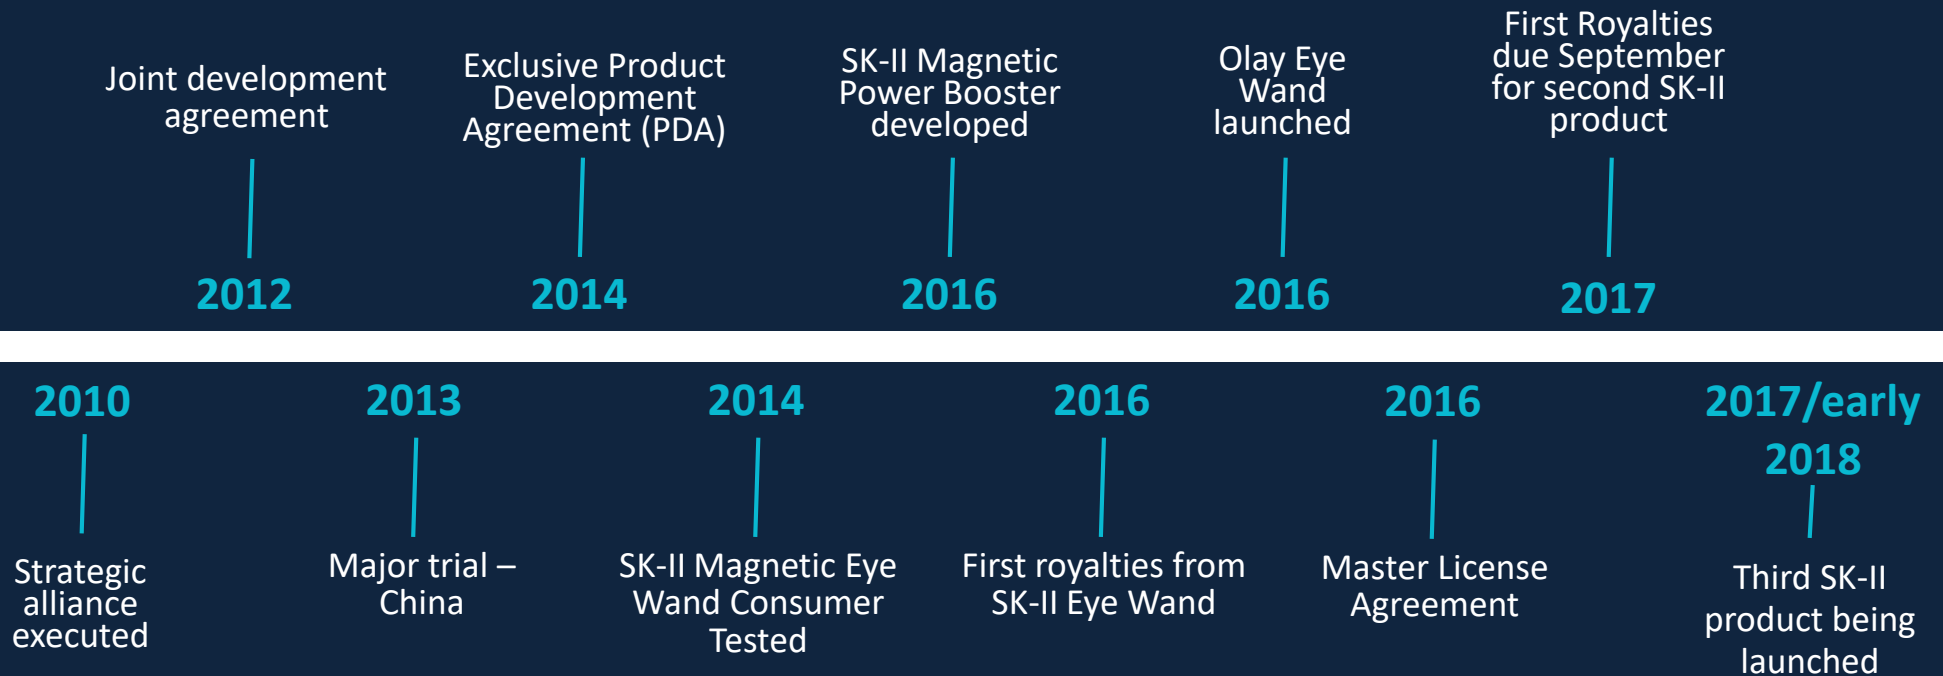 Joint development
agreement
2012
Exclusive Product
Development
Agreement (PDA)
2014
SK-II Magnetic
Power Booster
developed
2016
Olay Eye
Wand
launched
2016
First Royalties
due September
for second SK-II
product
2017
2010
Strategic
alliance
executed
2013
Major trial –
China
2014
SK-II Magnetic Eye
Wand Consumer
Tested
2016
First royalties from
SK-II Eye Wand
2016
Master License
Agreement
2017/early
2018
Third SK-II
product being
launched